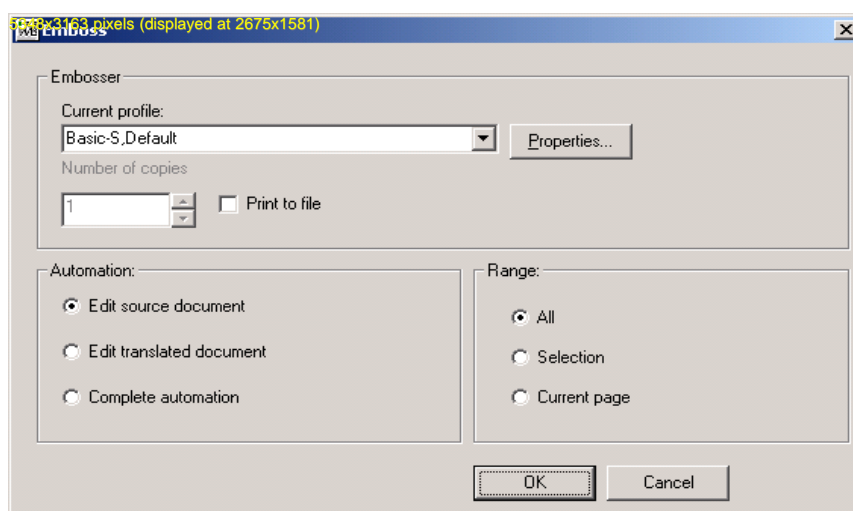 5348x3163 pixels (displayed at 2675x1581)
Emboss
Embosser
Current profile:
Basic-S,Default
Properties...
Number of copies
1
Print to file
Automation:
Edit source document
Edit translated document
Complete automation
Range:
All
Selection
Current page
OK
Cancel